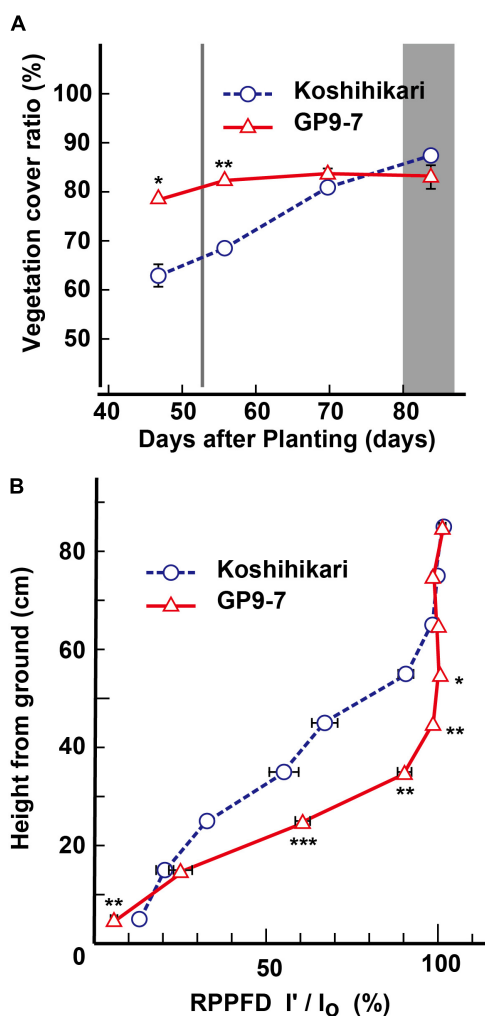 A
Vegetation cover ratio (%)
100
90
80
70
60
50
Koshihikari
GP9-7
*
**
40
50
60
70
80
Days after Planting (days)
B
Height from ground (cm)
80
60
40
20
0
Koshihikari
GP9-7
*
**
**
***
**
50
100
RPPFD I' / I₀ (%)